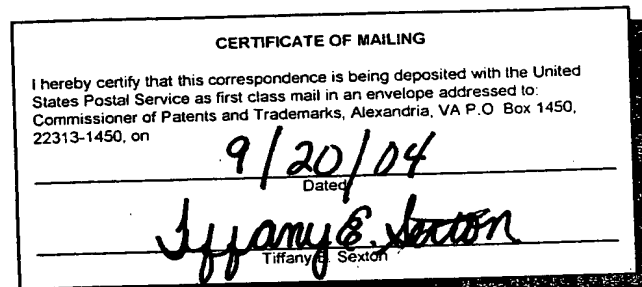 CERTIFICATE OF MAILING
I hereby certify that this correspondence is being deposited with the United
States Postal Service as first class mail in an envelope addressed to:
Commissioner of Patents and Trademarks, Alexandria, VA P.O Box 1450,
22313-1450, on
9/20/04
Dated
Tiffany E. Sexton
Tiffany E. Sexton